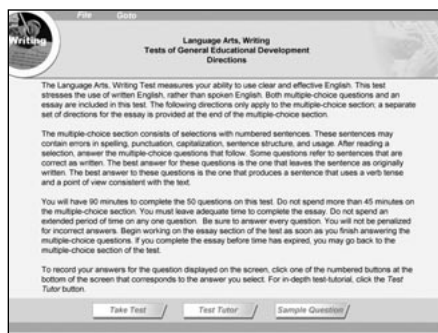 File Goto
Writing
Language Arts, Writing
Tests of General Educational Development
Directions
The Language Arts, Writing Test measures your ability to use clear and effective English. This test
stresses the use of written English, rather than spoken English. Both multiple-choice questions and an
essay are included in this test. The following directions only apply to the multiple-choice section; a separate
set of directions for the essay is provided at the end of the multiple-choice section.
The multiple-choice section consists of selections with numbered sentences. These sentences may
contain errors in spelling, punctuation, capitalization, sentence structure, and usage. After reading a
selection, answer the multiple-choice questions that follow. Some questions refer to sentences that are
correct as written. The best answer for these questions is the one that leaves the sentence as originally
written. The best answer to these questions is the one that produces a sentence that uses a verb tense
and a point of view consistent with the text.
You will have 90 minutes to complete the 50 questions on this test. Do not spend more than 45 minutes on
the multiple-choice section. You must leave adequate time to complete the essay. Do not spend an
extended period of time on any one question. Be sure to answer every question. You will not be penalized
for incorrect answers. Begin working on the essay section of the test as soon as you finish answering the
multiple-choice questions. If you complete the essay before time has expired, you may go back to the
multiple-choice section of the test.
To record your answers for the question displayed on the screen, click one of the numbered buttons at the
bottom of the screen that corresponds to the answer you select. For in-depth test-tutorial, click the Test
Tutor button.
Take Test
Test Tutor
Sample Question